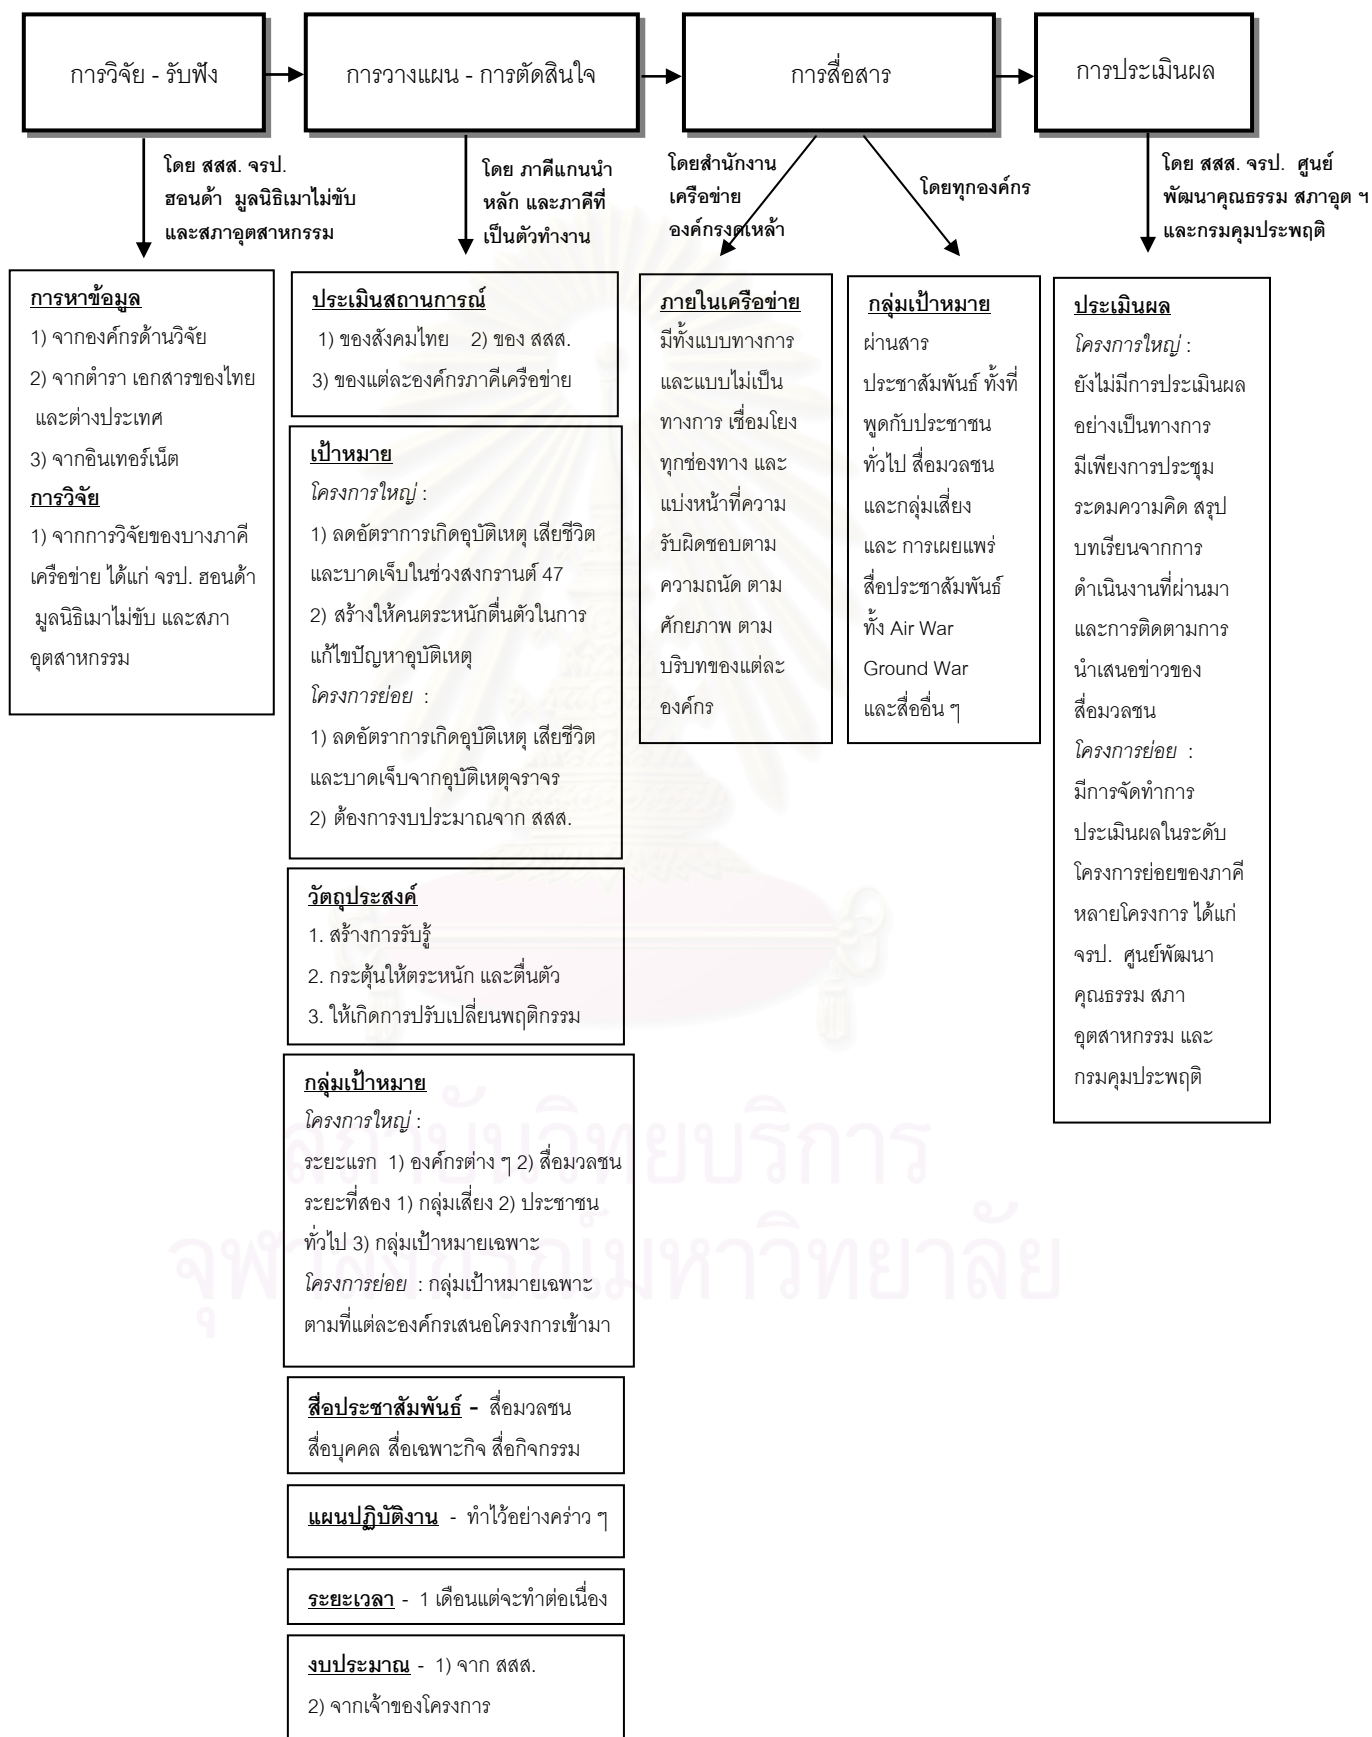 การวิจัย - รับฟัง
การวางแผน - การตัดสินใจ
การสื่อสาร
การประเมินผล
โดย สสส. จรป.
ฮอนด้า มูลนิธิเมาไม่ขับ
และสภาอุตสาหกรรม
โดย ภาคีแกนนำ
หลัก และภาคีที่
เป็นตัวทำงาน
โดยสำนักงาน
เครือข่าย
องค์กรงดเหล้า
โดยทุกองค์กร
โดย สสส. จรป. ศูนย์
พัฒนาคุณธรรม สภาอุต ฯ
และกรมคุมประพฤติ
การหาข้อมูล
1) จากองค์กรด้านวิจัย
2) จากตำรา เอกสารของไทย
และต่างประเทศ
3) จากอินเทอร์เน็ต
การวิจัย
1) จากการวิจัยของบางภาคี
เครือข่าย ได้แก่ จรป. ฮอนด้า
มูลนิธิเมาไม่ขับ และสภา
อุตสาหกรรม
ประเมินสถานการณ์
1) ของสังคมไทย 2) ของ สสส.
3) ของแต่ละองค์กรภาคีเครือข่าย
เป้าหมาย
โครงการใหญ่ :
1) ลดอัตราการเกิดอุบัติเหตุ เสียชีวิต
และบาดเจ็บในช่วงสงกรานต์ 47
2) สร้างให้คนตระหนักตื่นตัวในการ
แก้ไขปัญหาอุบัติเหตุ
โครงการย่อย :
1) ลดอัตราการเกิดอุบัติเหตุ เสียชีวิต
และบาดเจ็บจากอุบัติเหตุจราจร
2) ต้องการงบประมาณจาก สสส.
วัตถุประสงค์
1. สร้างการรับรู้
2. กระตุ้นให้ตระหนัก และตื่นตัว
3. ให้เกิดการปรับเปลี่ยนพฤติกรรม
กลุ่มเป้าหมาย
โครงการใหญ่ :
ระยะแรก 1) องค์กรต่าง ๆ 2) สื่อมวลชน
ระยะที่สอง 1) กลุ่มเสี่ยง 2) ประชาชน
ทั่วไป 3) กลุ่มเป้าหมายเฉพาะ
โครงการย่อย : กลุ่มเป้าหมายเฉพาะ
ตามที่แต่ละองค์กรเสนอโครงการเข้ามา
สื่อประชาสัมพันธ์ - สื่อมวลชน
สื่อบุคคล สื่อเฉพาะกิจ สื่อกิจกรรม
แผนปฏิบัติงาน - ทำไว้อย่างคร่าว ๆ
ระยะเวลา - 1 เดือนแต่จะทำต่อเนื่อง
งบประมาณ - 1) จาก สสส.
2) จากเจ้าของโครงการ
ภายในเครือข่าย
มีทั้งแบบทางการ
และแบบไม่เป็น
ทางการ เชื่อมโยง
ทุกช่องทาง และ
แบ่งหน้าที่ความ
รับผิดชอบตาม
ความถนัด ตาม
ศักยภาพ ตาม
บริบทของแต่ละ
องค์กร
กลุ่มเป้าหมาย
ผ่านสาร
ประชาสัมพันธ์ ทั้งที่
พูดกับประชาชน
ทั่วไป สื่อมวลชน
และกลุ่มเสี่ยง
และ การเผยแพร่
สื่อประชาสัมพันธ์
ทั้ง Air War
Ground War
และสื่ออื่น ๆ
ประเมินผล
โครงการใหญ่ :
ยังไม่มีการประเมินผล
อย่างเป็นทางการ
มีเพียงการประชุม
ระดมความคิด สรุป
บทเรียนจากการ
ดำเนินงานที่ผ่านมา
และการติดตามการ
นำเสนอข่าวของ
สื่อมวลชน
โครงการย่อย :
มีการจัดทำการ
ประเมินผลในระดับ
โครงการย่อยของภาคี
หลายโครงการ ได้แก่
จรป. ศูนย์พัฒนา
คุณธรรม สภา
อุตสาหกรรม และ
กรมคุมประพฤติ
สถาบันวิทยบริการ
จุฬาลงกรณ์มหาวิทยาลัย